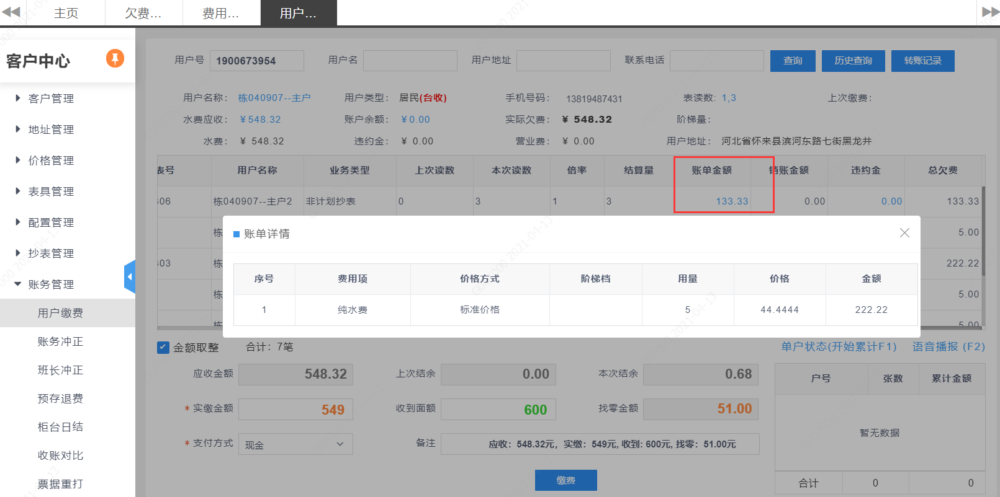 主页
欠费...
费用...
用户...
客户中心
客户管理
地址管理
价格管理
表具管理
配置管理
抄表管理
账务管理
用户缴费
账务冲正
班长冲正
预存退费
柜台日结
收账对比
票据重打
用户号 1900673954 用户名 用户地址 联系电话 查询 历史查询 转账记录
用户名称: 栋040907--主户 用户类型: 居民(台收) 手机号码: 13819487431 表读数: 1,3 上次缴费:
水费应收: ¥548.32 账户余额: ¥0.00 实际欠费: ¥ 548.32 阶梯量:
水费: ¥ 548.32 违约金: ¥ 0.00 营业费: ¥ 0.00 用户地址: 河北省怀来县滨河东路七街黑龙井
表号 用户名称 业务类型 上次读数 本次读数 倍率 结算量 账单金额 销账金额 违约金 总欠费
306 栋040907--主户2 非计划抄表 0 3 1 3 133.33 0.00 0.00 133.33
栋 5.00
303 栋 222.22
栋 5.00
栋 5.00
账单详情
序号 费用项 价格方式 阶梯档 用量 价格 金额
1 纯水费 标准价格 5 44.4444 222.22
金额取整 合计: 7笔 单户状态(开始累计F1) 语音播报 (F2)
应收金额 548.32 上次结余 0.00 本次结余 0.68
* 实缴金额 549 收到面额 600 找零金额 51.00
* 支付方式 现金 备注 应收: 548.32元, 实缴: 549元, 收到: 600元, 找零: 51.00元
缴费
户号 张数 累计金额
暂无数据
合计 0 0